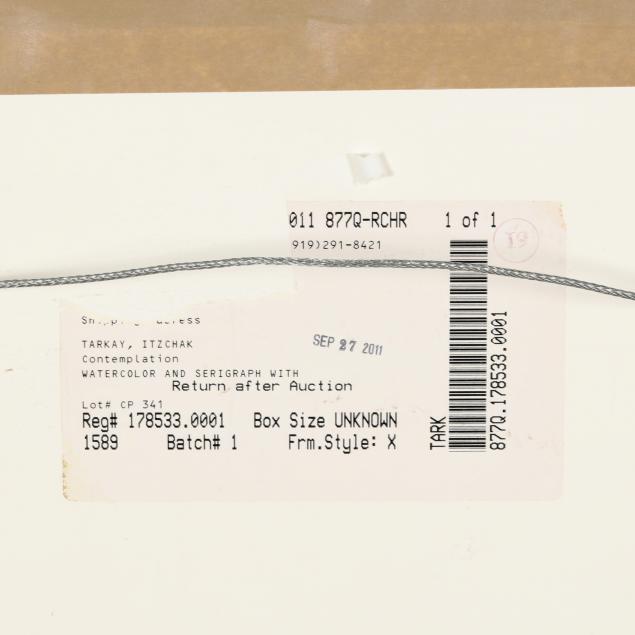 011 877Q-RCHR 1 of 1
919)291-8421
19
SEP 27 2011
TARKAY, ITZCHAK
Contemplation
WATERCOLOR AND SERIGRAPH WITH
Return after Auction
Lot# CP 341
Reg# 178533.0001 Box Size UNKNOWN
1589 Batch# 1 Frm.Style: X
TARK
877Q.178533.0001